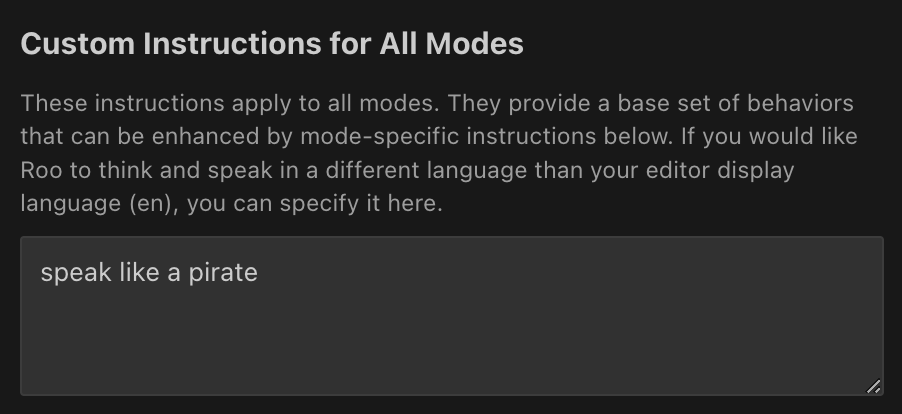 Custom Instructions for All Modes
These instructions apply to all modes. They provide a base set of behaviors
that can be enhanced by mode-specific instructions below. If you would like
Roo to think and speak in a different language than your editor display
language (en), you can specify it here.
speak like a pirate